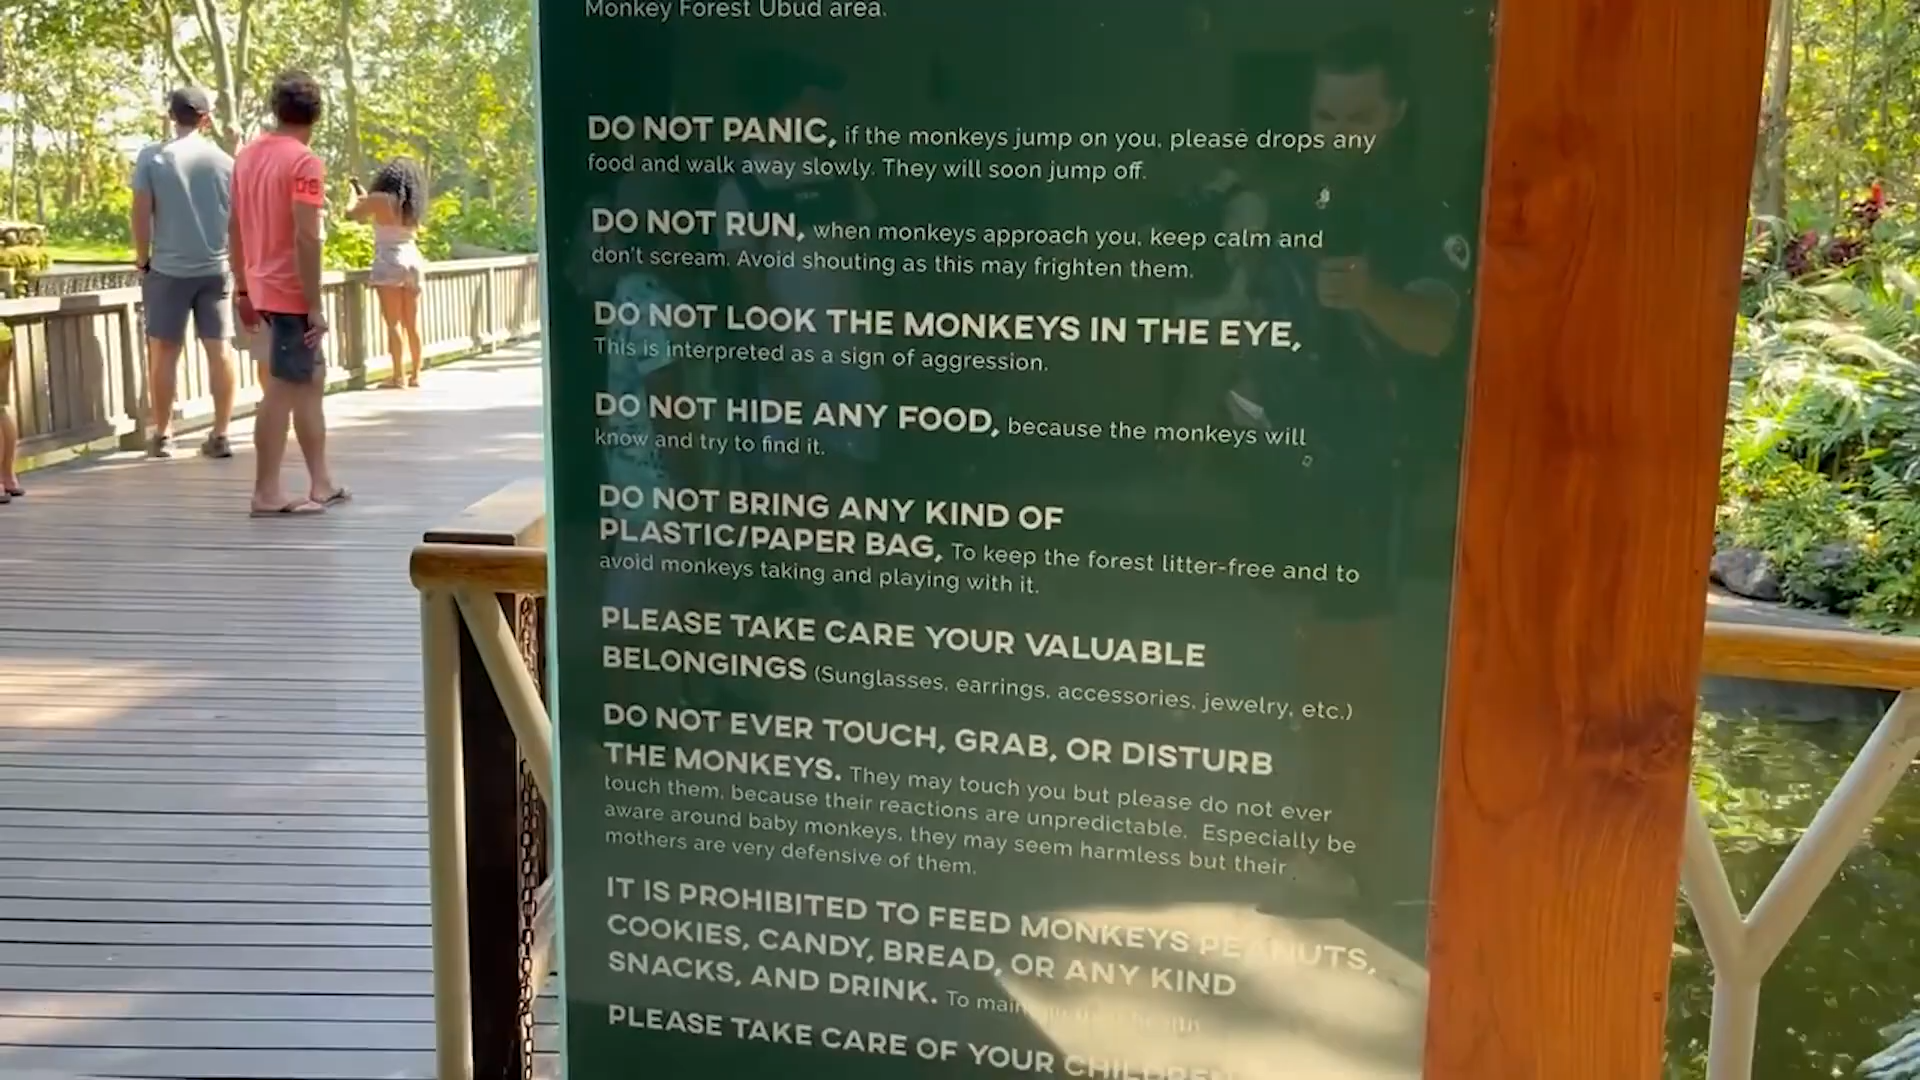 Monkey Forest Ubud area.
DO NOT PANIC, if the monkeys jump on you, please drops any
food and walk away slowly. They will soon jump off.
DO NOT RUN, when monkeys approach you, keep calm and
don't scream. Avoid shouting as this may frighten them.
DO NOT LOOK THE MONKEYS IN THE EYE,
This is interpreted as a sign of aggression.
DO NOT HIDE ANY FOOD, because the monkeys will
know and try to find it.
DO NOT BRING ANY KIND OF
PLASTIC/PAPER BAG, To keep the forest litter-free and to
avoid monkeys taking and playing with it.
PLEASE TAKE CARE YOUR VALUABLE
BELONGINGS (Sunglasses, earrings, accessories, jewelry, etc.)
DO NOT EVER TOUCH, GRAB, OR DISTURB
THE MONKEYS. They may touch you but please do not ever
touch them, because their reactions are unpredictable. Especially be
aware around baby monkeys, they may seem harmless but their
mothers are very defensive of them.
IT IS PROHIBITED TO FEED MONKEYS PEANUTS,
COOKIES, CANDY, BREAD, OR ANY KIND
SNACKS, AND DRINK. To maintain their health
PLEASE TAKE CARE OF YOUR CHILDREN